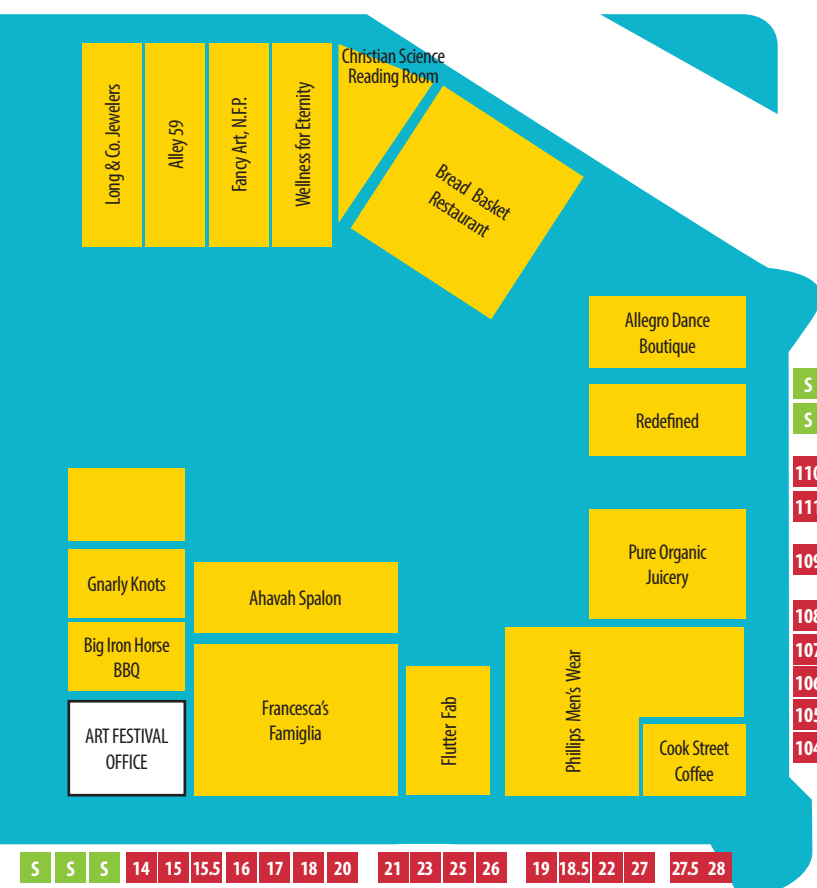 Christian Science
Reading Room
Long & Co. Jewelers
Alley 59
Fancy Art, N.F.P.
Wellness for Eternity
Bread Basket
Restaurant
Allegro Dance
Boutique
Redefined
S
S
110
111
109
108
107
106
105
104
Pure Organic
Juicery
Gnarly Knots
Ahavah Spalon
Big Iron Horse
BBQ
Francesca's
Famiglia
Flutter Fab
Phillips Men's Wear
ART FESTIVAL
OFFICE
Cook Street
Coffee
S S S 14 15 15.5 16 17 18 20 21 23 25 26 19 18.5 22 27 27.5 28